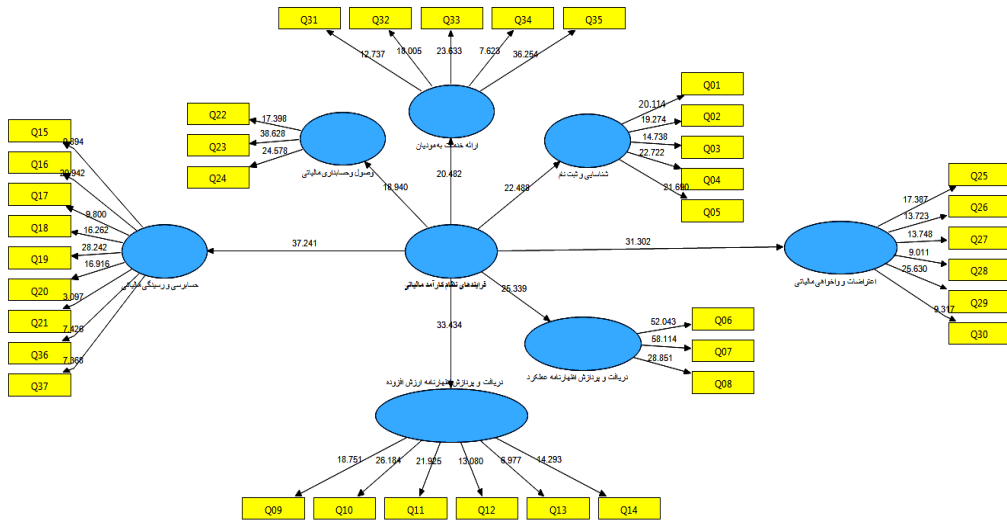 Q31
Q32
Q33
Q34
Q35
12.737
18.005
23.633
7.623
36.254
ارائه خدمت به مودیان
20.482
Q22
Q23
Q24
17.398
38.628
24.578
وصول و حسابداری مالیاتی
18.940
Q01
Q02
Q03
Q04
Q05
20.114
19.274
14.738
22.722
21.690
شناسایی و ثبت نام
22.488
Q15
Q16
Q17
Q18
Q19
Q20
Q21
Q36
Q37
20.942
9.800
16.262
28.242
16.916
3.097
7.426
7.368
حسابرسی و رسیدگی مالیاتی
37.241
فرایندهای نظام کارآمد مالیاتی
31.302
Q25
Q26
Q27
Q28
Q29
Q30
17.387
13.723
13.748
9.011
25.630
9.317
اعتراضات و واخواهی مالیاتی
25.339
Q06
Q07
Q08
52.043
58.114
28.851
دریافت و پردازش اظهارنامه عملکرد
33.434
دریافت و پردازش اظهارنامه ارزش افزوده
18.751
26.184
21.925
13.080
6.977
14.293
Q09
Q10
Q11
Q12
Q13
Q14